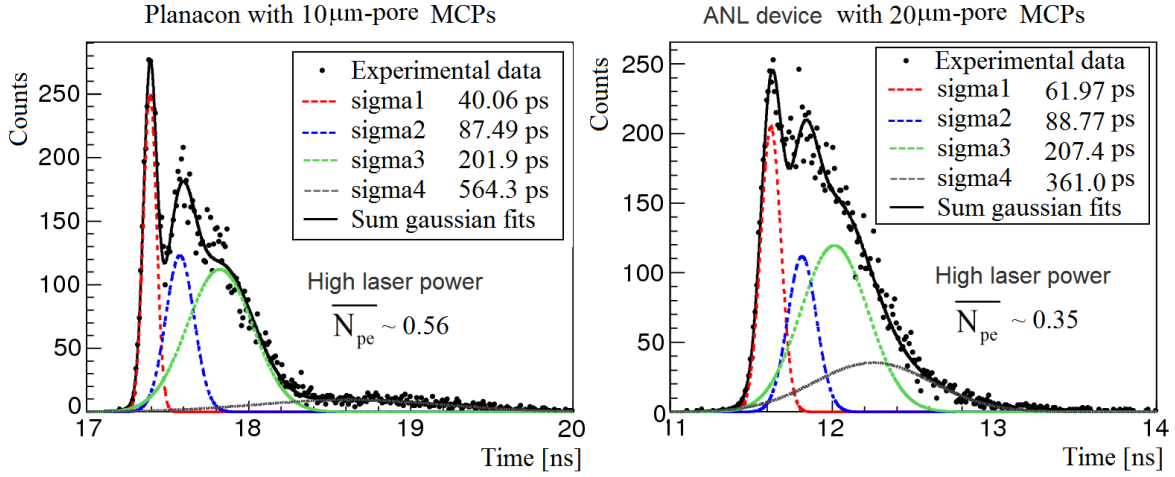 Planacon with 10μm-pore MCPs
Counts
250
200
150
100
50
0
17
18
19
20
Time [ns]
Experimental data
sigma1 40.06 ps
sigma2 87.49 ps
sigma3 201.9 ps
sigma4 564.3 ps
Sum gaussian fits
High laser power
N_pe ~ 0.56
ANL device with 20μm-pore MCPs
Counts
250
200
150
100
50
0
11
12
13
14
Time [ns]
Experimental data
sigma1 61.97 ps
sigma2 88.77 ps
sigma3 207.4 ps
sigma4 361.0 ps
Sum gaussian fits
High laser power
N_pe ~ 0.35